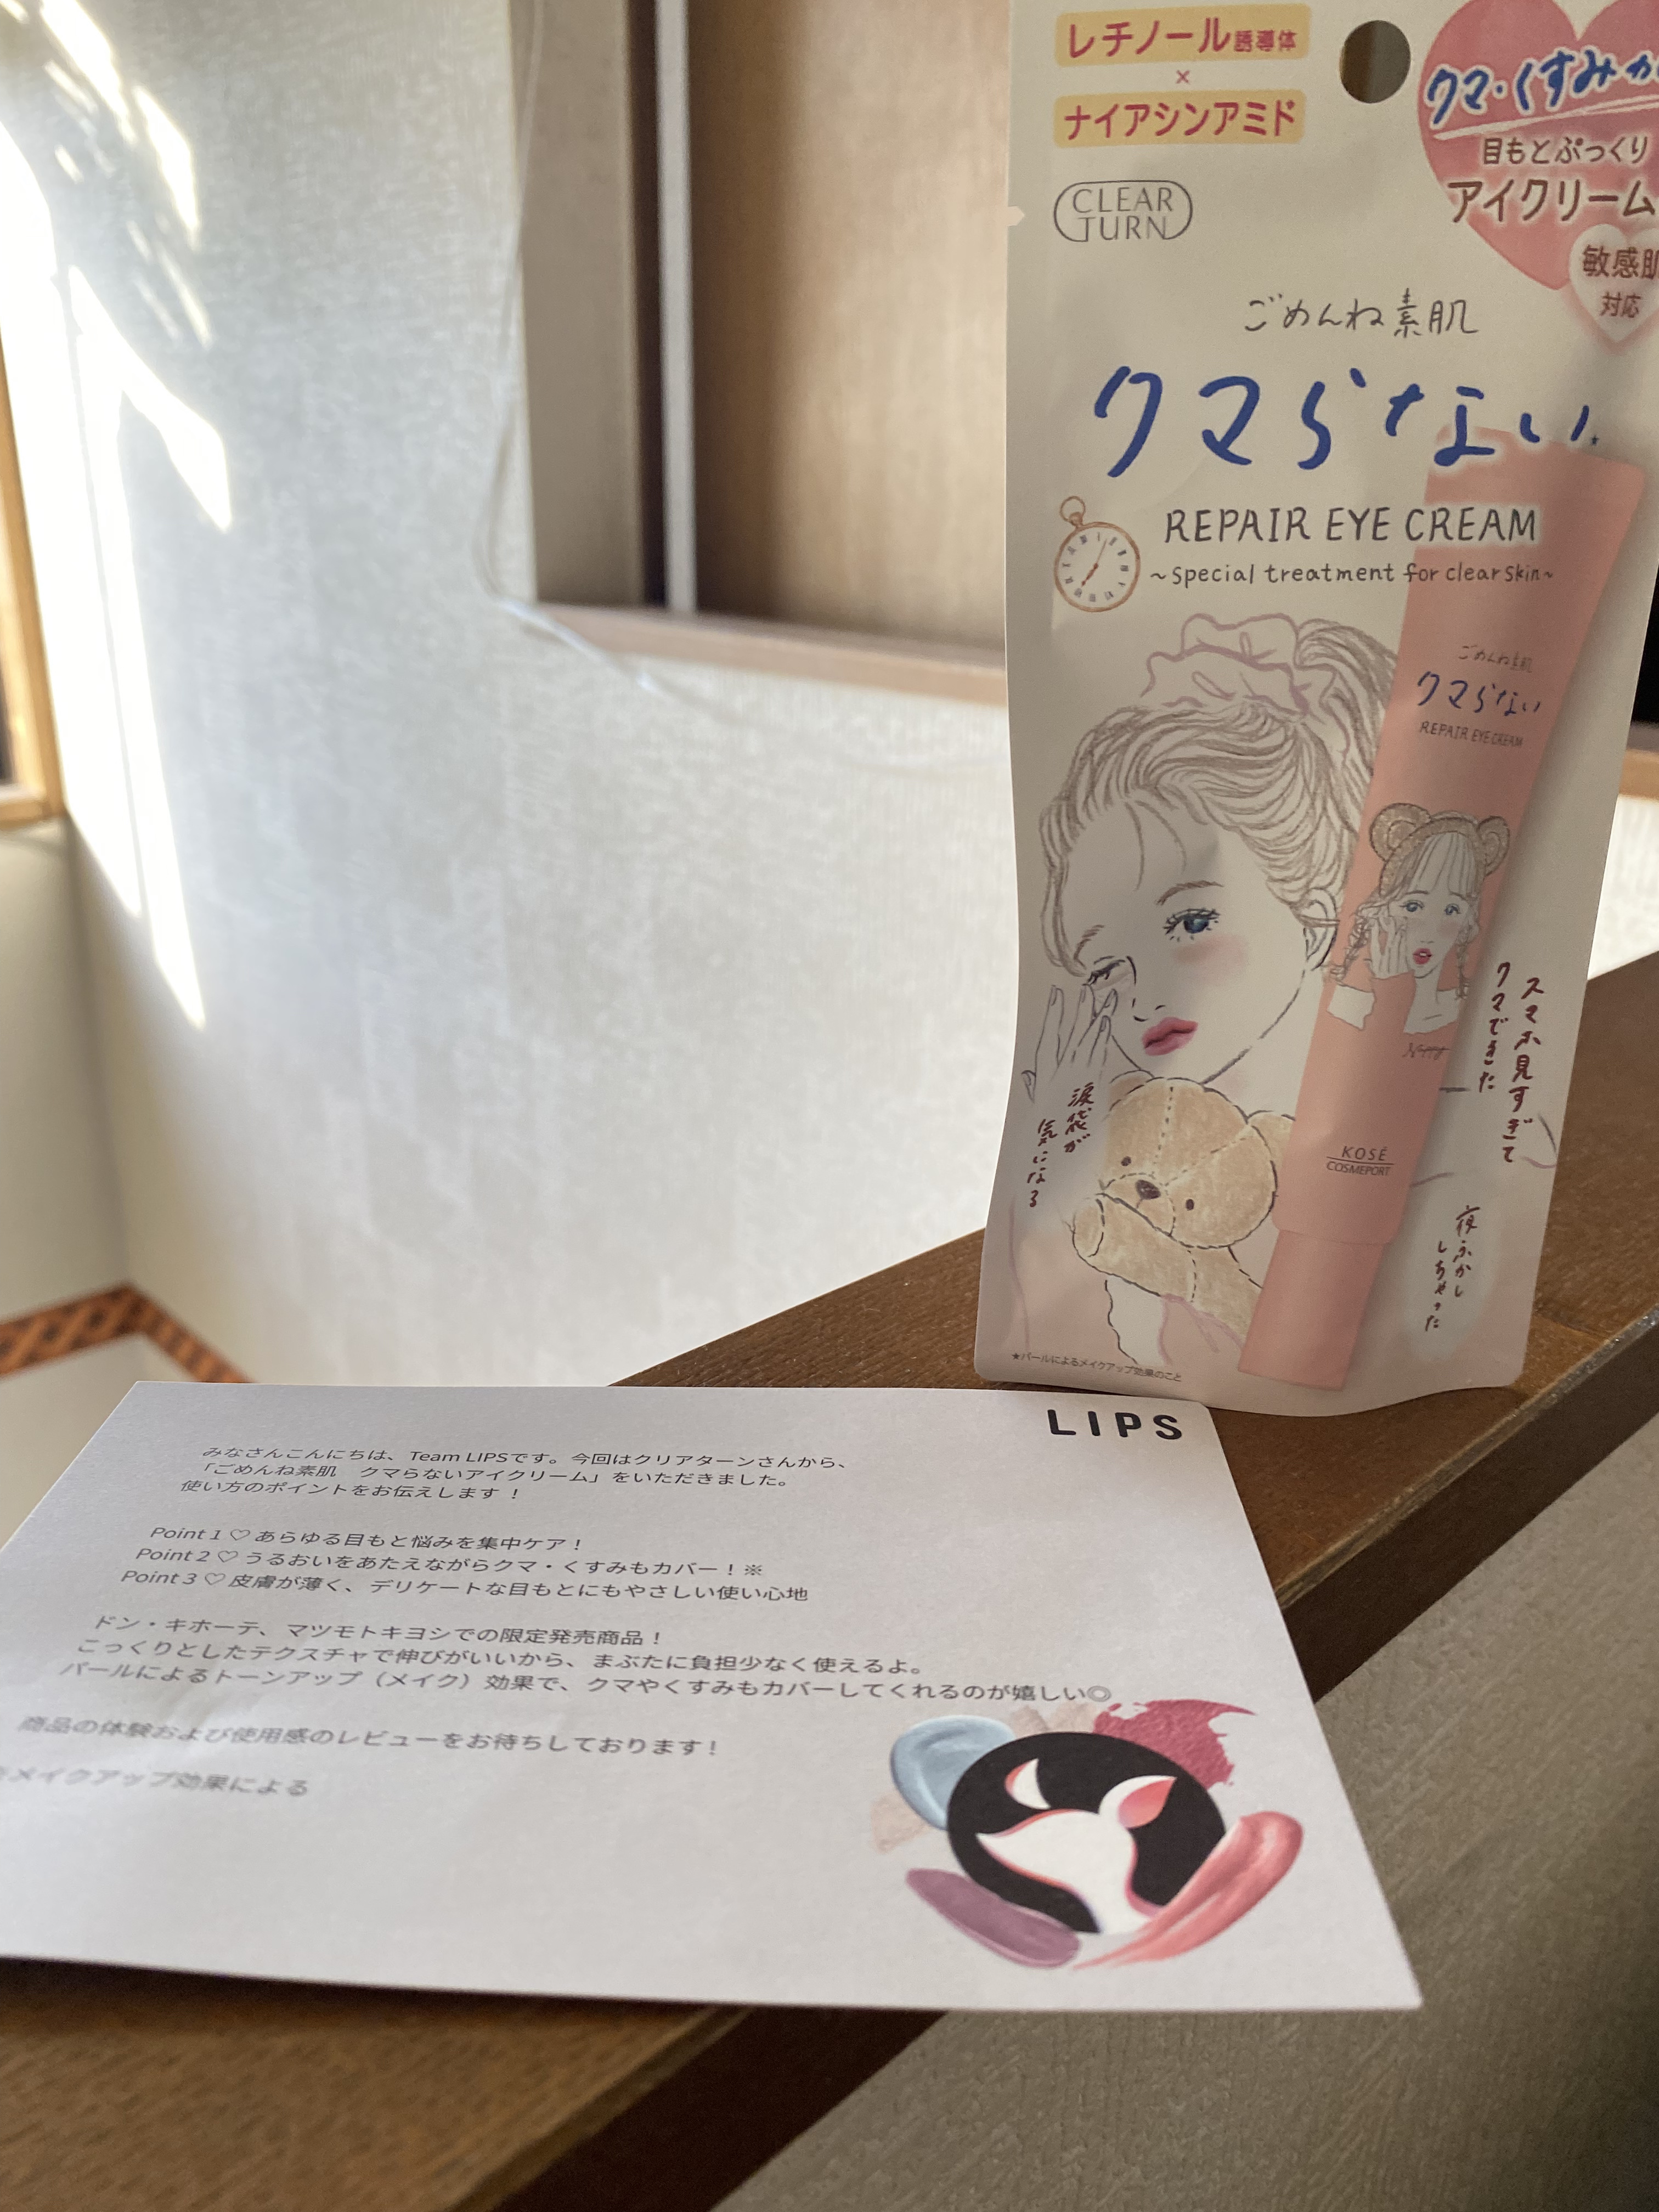 レチノール誘導体
×
ナイアシンアミド
クマ・くすみカ
目もとぷっくり
アイクリーム
敏感肌
対応
CLEAR
TURN
ごめんね素肌
クマらない★
REPAIR EYE CREAM
~special treatment for clear skin~
ごめんね素肌
クマらない
REPAIR EYE CREAM
スマホ見すぎて
クマできた
涙袋が
気になる
KOSÉ
COSMEPORT
夜ふかし
しちゃった
★パールによるメイクアップ効果のこと
LIPS
みなさんこんにちは、Team LIPSです。今回はクリアターンさんから、
「ごめんね素肌　クマらないアイクリーム」をいただきました。
使い方のポイントをお伝えします！
Point 1 ♡ あらゆる目もと悩みを集中ケア！
Point 2 ♡ うるおいをあたえながらクマ・くすみもカバー！※
Point 3 ♡ 皮膚が薄く、デリケートな目もとにもやさしい使い心地
ドン・キホーテ、マツモトキヨシでの限定発売商品！
こっくりとしたテクスチャで伸びがいいから、まぶたに負担少なく使えるよ。
パールによるトーンアップ（メイク）効果で、クマやくすみもカバーしてくれるのが嬉しい◎
商品の体験および使用感のレビューをお待ちしております！
メイクアップ効果による